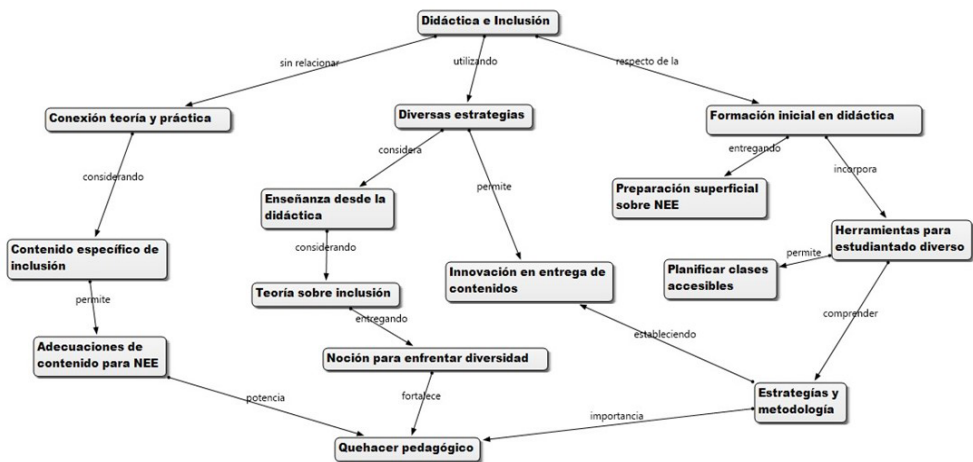 Didáctica e Inclusión
sin relacionar
utilizando
respecto de la
Conexión teoría y práctica
Diversas estrategias
Formación inicial en didáctica
considera
entregando
considerando
permite
incorpora
Enseñanza desde la
didáctica
Preparación superficial
sobre NEE
Contenido específico de
inclusión
considerando
Herramientas para
estudiantado diverso
permite
Innovación en entrega de
contenidos
Planificar clases
accesibles
Teoría sobre inclusión
permite
entregando
comprender
estableciendo
Adecuaciones de
contenido para NEE
Noción para enfrentar diversidad
potencia
fortalece
Estrategías y
metodología
importancia
Quehacer pedagógico